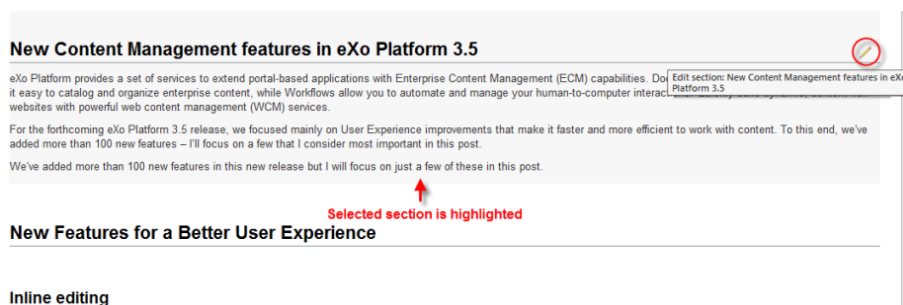 New Content Management features in eXo Platform 3.5
eXo Platform provides a set of services to extend portal-based applications with Enterprise Content Management (ECM) capabilities.
Edit section: New Content Management features in eXo
Platform 3.5
it easy to catalog and organize enterprise content, while Workflows allow you to automate and manage your human-to-computer
websites with powerful web content management (WCM) services.
For the forthcoming eXo Platform 3.5 release, we focused mainly on User Experience improvements that make it faster and more efficient to work with content. To this end, we've
added more than 100 new features – I'll focus on a few that I consider most important in this post.
We've added more than 100 new features in this new release but I will focus on just a few of these in this post.
Selected section is highlighted
New Features for a Better User Experience
Inline editing